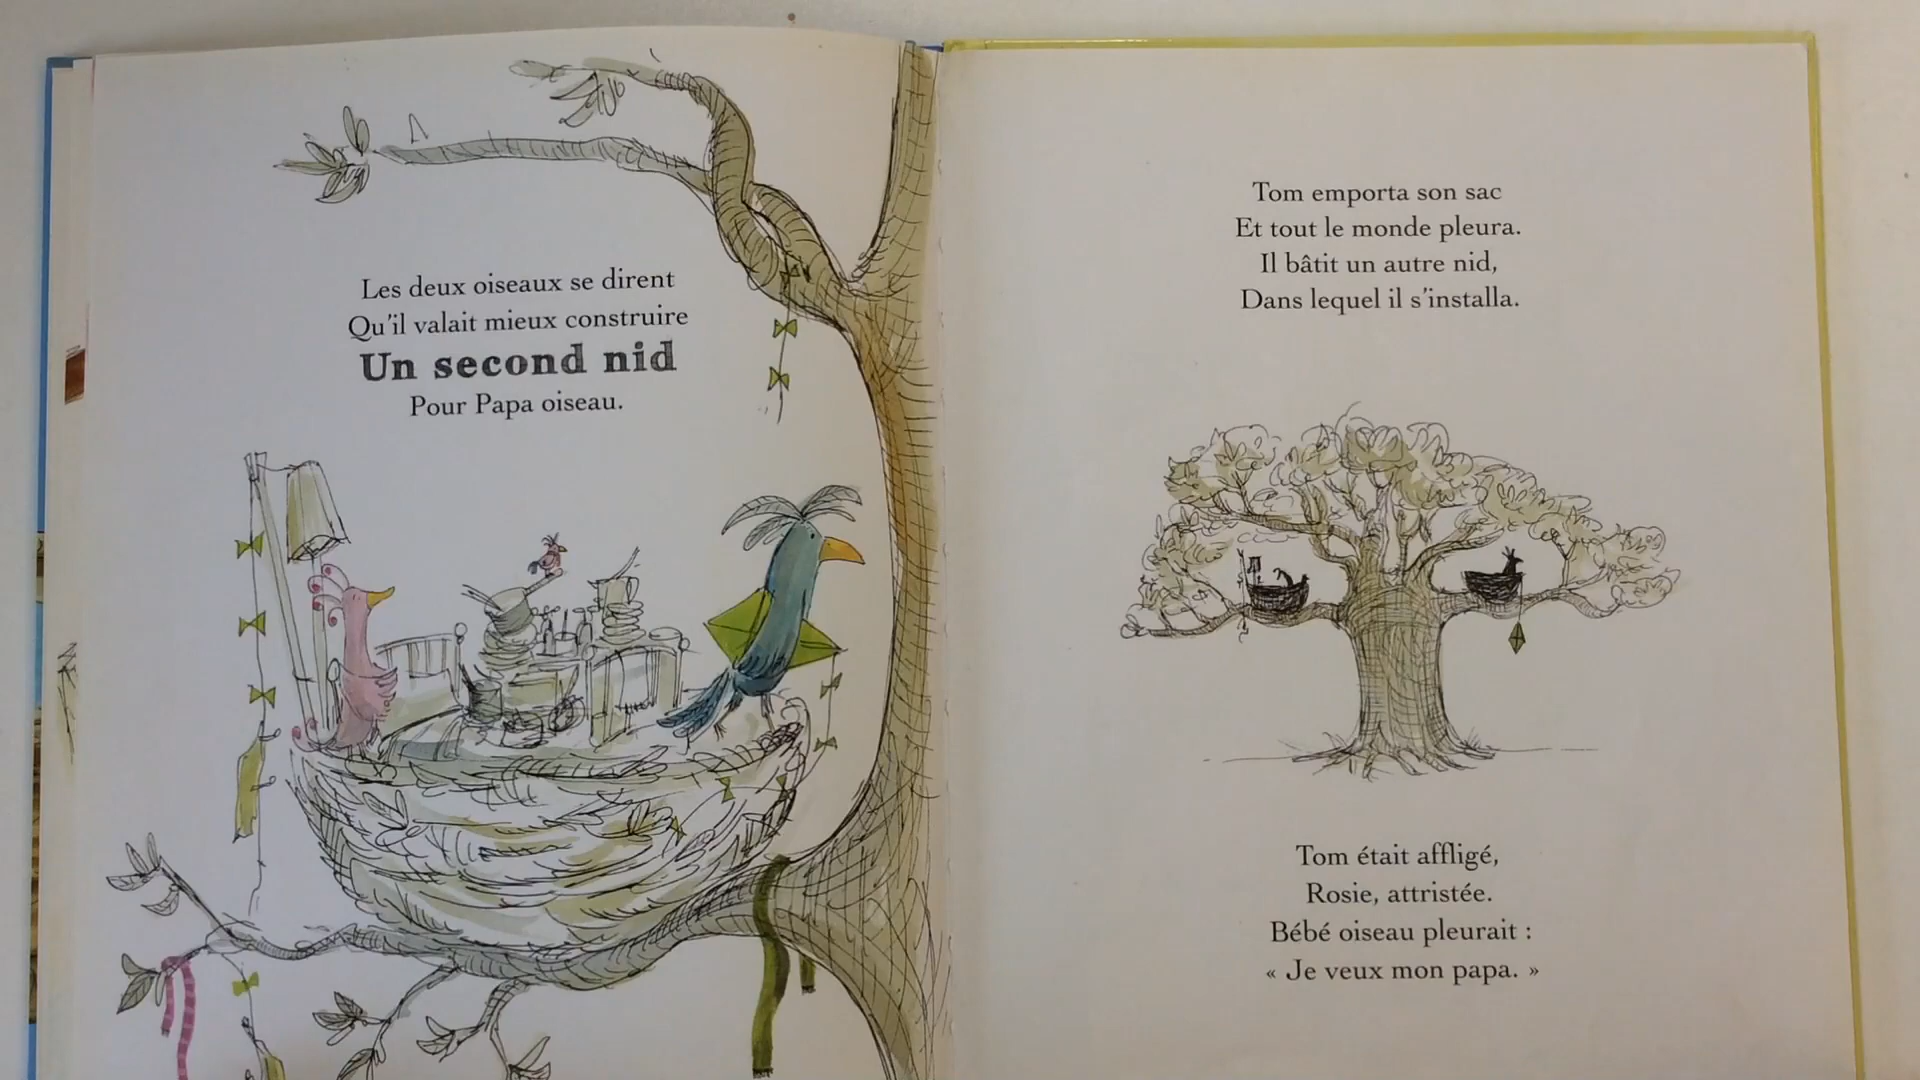 Les deux oiseaux se dirent
Qu'il valait mieux construire
Un second nid
Pour Papa oiseau.
Tom emporta son sac
Et tout le monde pleura.
Il bâtit un autre nid,
Dans lequel il s'installa.
Tom était affligé,
Rosie, attristée.
Bébé oiseau pleurait :
« Je veux mon papa. »